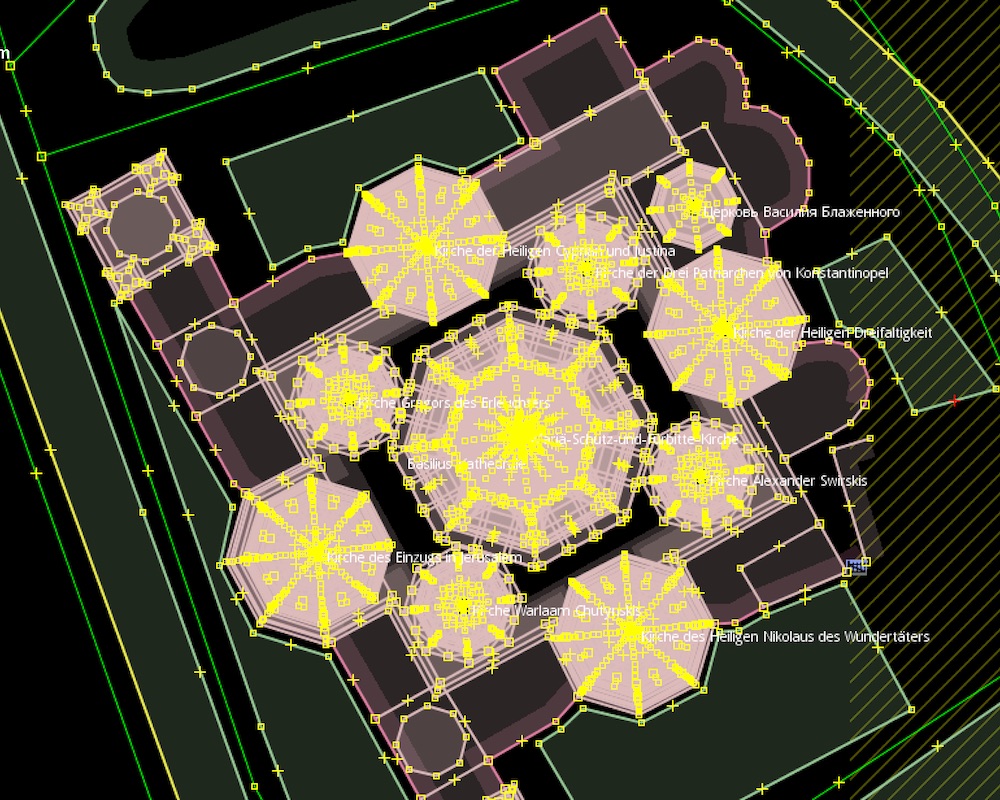 m
Церковь Василия Блаженного
Kirche der Heiligen Cyprian und Justina
Kirche der Drei Patriarchen von Konstantinopel
Kirche der Heiligen Dreifaltigkeit
Kirche Gregors des Erleuchters
Maria-Schutz-und-Fürbitte-Kirche
Basilius-Kathedrale
Kirche Alexander Swirskis
Kirche des Einzugs in Jerusalem
Kirche Warlaam Chutynskis
Kirche des Heiligen Nikolaus des Wundertäters